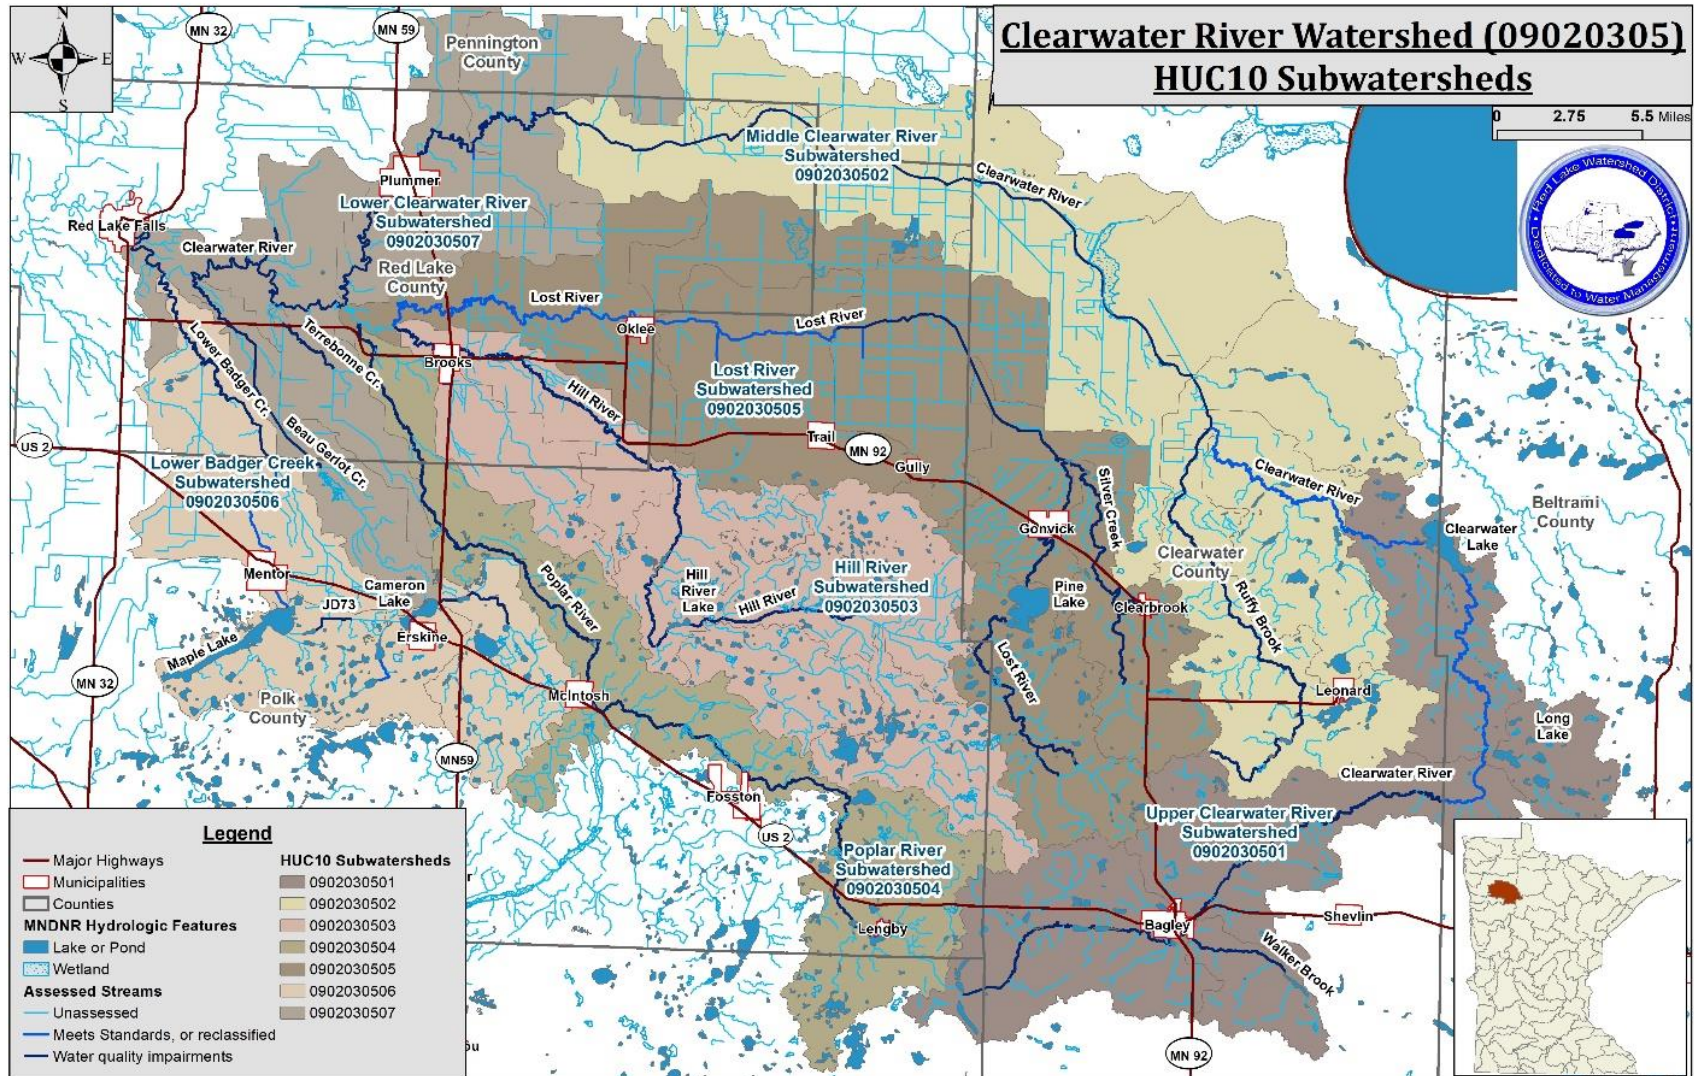 Clearwater River Watershed (09020305)
HUC10 Subwatersheds
N
W
E
S
MN 32
MN 59
Pennington
County
0 2.75 5.5 Miles
Red Lake Watershed District
Dedicated to Water Management
Middle Clearwater River
Subwatershed
0902030502
Clearwater River
Plummer
Lower Clearwater River
Subwatershed
0902030507
Red Lake Falls
Clearwater River
Red Lake
County
Lost River
Lost River
Oklee
Lower Badger Cr.
Terrebonne Cr.
Brooks
Hill River
Lost River
Subwatershed
0902030505
Beau Gerlot Cr.
US 2
Trail
MN 92
Gully
Lower Badger Creek
Subwatershed
0902030506
Silver Creek
Clearwater River
Beltrami
County
Gonvick
Clearwater
Lake
Clearwater
County
Mentor
Cameron
Lake
JD73
Erskine
Poplar River
Hill
River
Lake
Hill River
Hill River
Subwatershed
0902030503
Pine
Lake
Clearbrook
Ruffy Brook
Maple Lake
Lost River
MN 32
Polk
County
McIntosh
Leonard
Long
Lake
MN59
Clearwater River
Fosston
US 2
Upper Clearwater River
Subwatershed
0902030501
Poplar River
Subwatershed
0902030504
Lengby
Bagley
Shevlin
Walker Brook
MN 92
Legend
Major Highways
Municipalities
Counties
MNDNR Hydrologic Features
Lake or Pond
Wetland
Assessed Streams
Unassessed
Meets Standards, or reclassified
Water quality impairments
HUC10 Subwatersheds
0902030501
0902030502
0902030503
0902030504
0902030505
0902030506
0902030507